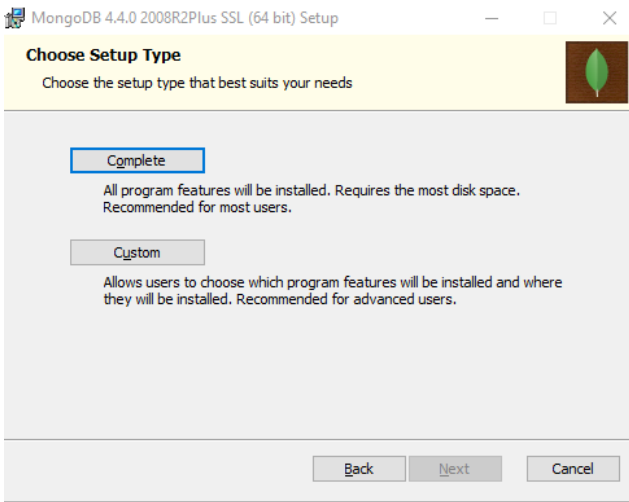 MongoDB 4.4.0 2008R2Plus SSL (64 bit) Setup
Choose Setup Type
Choose the setup type that best suits your needs
Complete
All program features will be installed. Requires the most disk space.
Recommended for most users.
Custom
Allows users to choose which program features will be installed and where
they will be installed. Recommended for advanced users.
Back Next Cancel